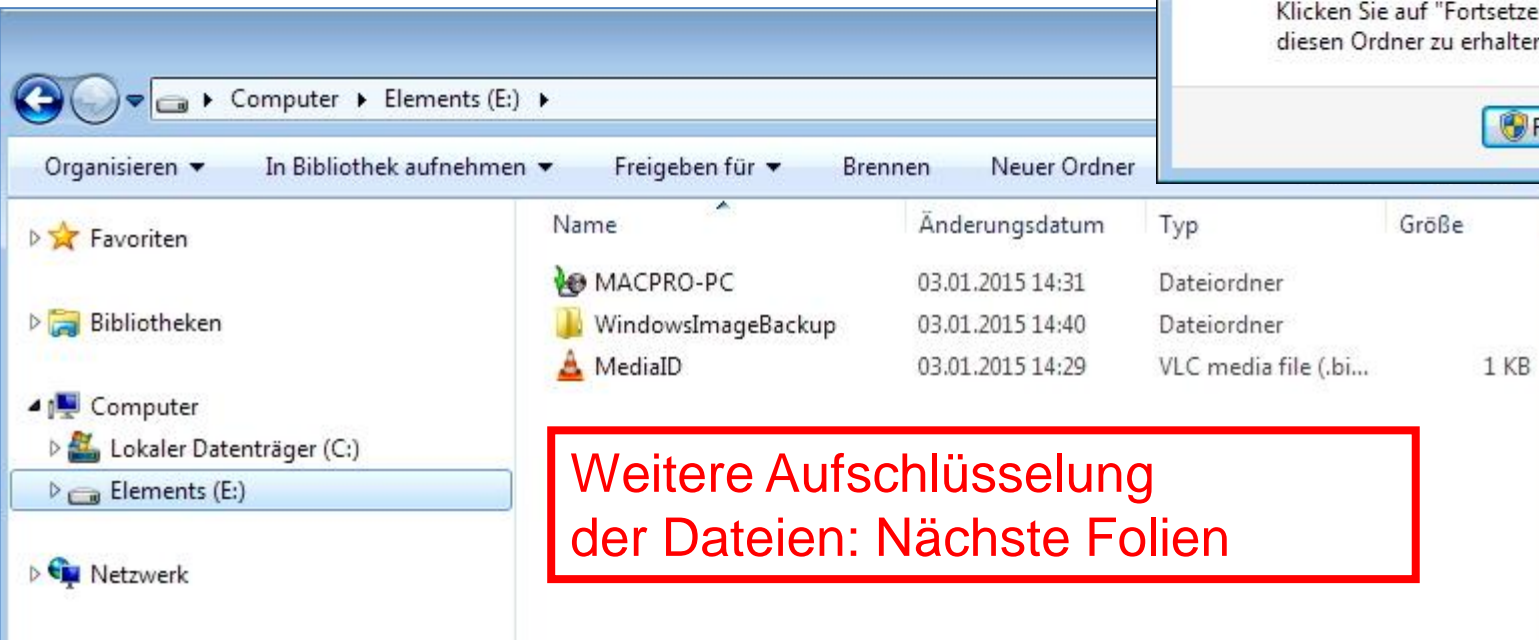 Klicken Sie auf "Fortsetze
diesen Ordner zu erhalter
F
Computer Elements (E:)
Organisieren In Bibliothek aufnehmen Freigeben für Brennen Neuer Ordner
Name Änderungsdatum Typ Größe
Favoriten
MACPRO-PC 03.01.2015 14:31 Dateiordner
Bibliotheken
WindowsImageBackup 03.01.2015 14:40 Dateiordner
MediaID 03.01.2015 14:29 VLC media file (.bi... 1 KB
Computer
Lokaler Datenträger (C:)
Elements (E:)
Netzwerk
Weitere Aufschlüsselung
der Dateien: Nächste Folien